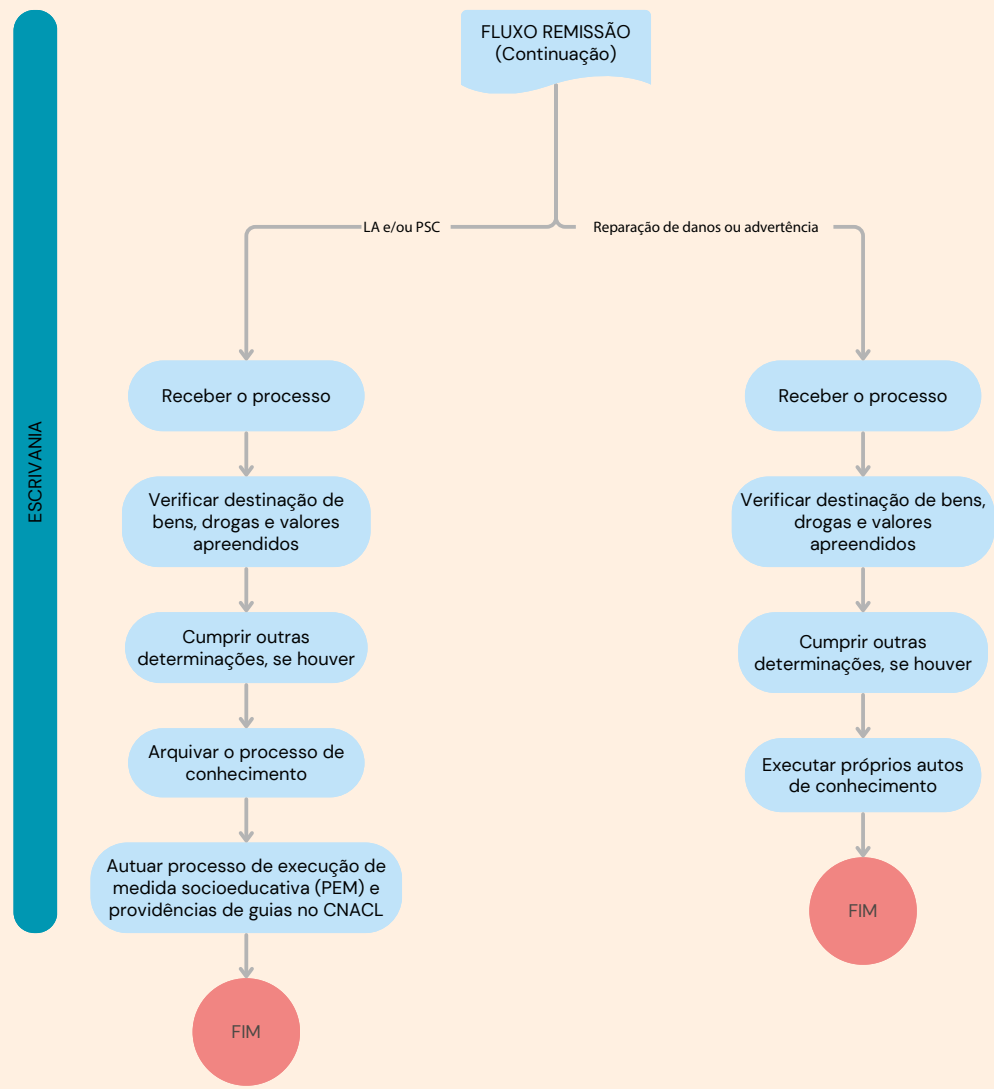 FLUXO REMISSÃO
(Continuação)
LA e/ou PSC
Reparação de danos ou advertência
ESCRIVANIA
Receber o processo
Verificar destinação de
bens, drogas e valores
apreendidos
Cumprir outras
determinações, se houver
Arquivar o processo de
conhecimento
Autuar processo de execução de
medida socioeducativa (PEM) e
providências de guias no CNACL
FIM
Receber o processo
Verificar destinação de bens,
drogas e valores
apreendidos
Cumprir outras
determinações, se houver
Executar próprios autos
de conhecimento
FIM